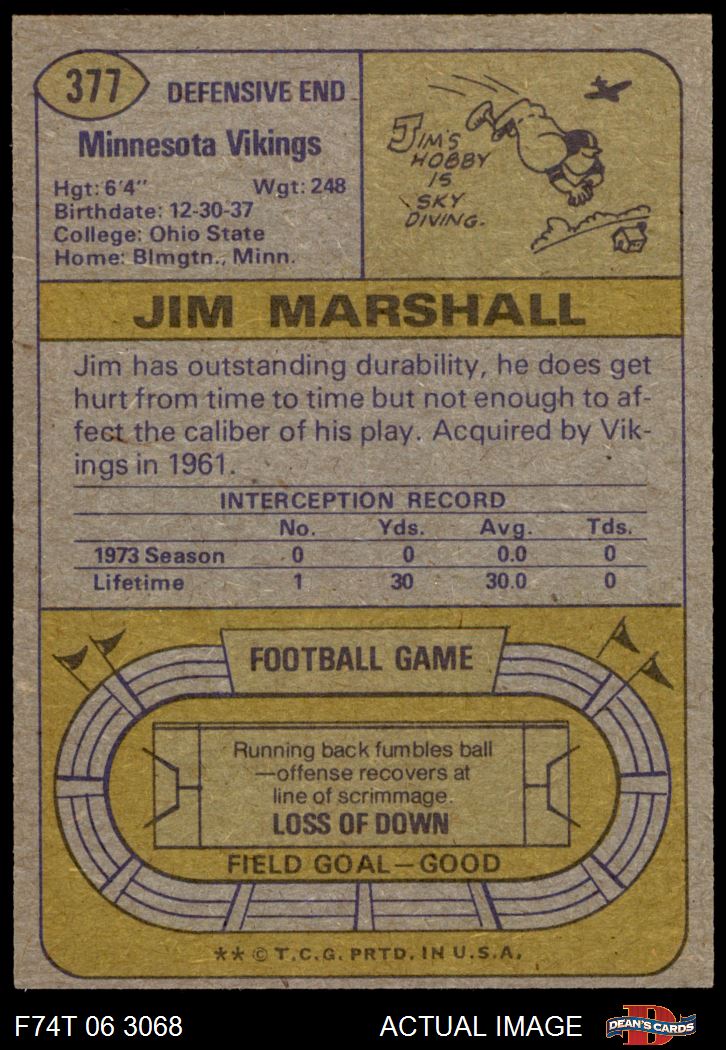 377
DEFENSIVE END
Minnesota Vikings
Hgt: 6'4" Wgt: 248
Birthdate: 12-30-37
College: Ohio State
Home: Blmgtn., Minn.
JIM'S
HOBBY
IS
SKY
DIVING.
JIM MARSHALL
Jim has outstanding durability, he does get
hurt from time to time but not enough to af-
fect the caliber of his play. Acquired by Vik-
ings in 1961.
INTERCEPTION RECORD
No. Yds. Avg. Tds.
1973 Season 0 0 0.0 0
Lifetime 1 30 30.0 0
FOOTBALL GAME
Running back fumbles ball
—offense recovers at
line of scrimmage.
LOSS OF DOWN
FIELD GOAL—GOOD
** © T.C.G. PRTD. IN U.S.A.
F74T 06 3068 ACTUAL IMAGE
D
DEAN'S CARDS